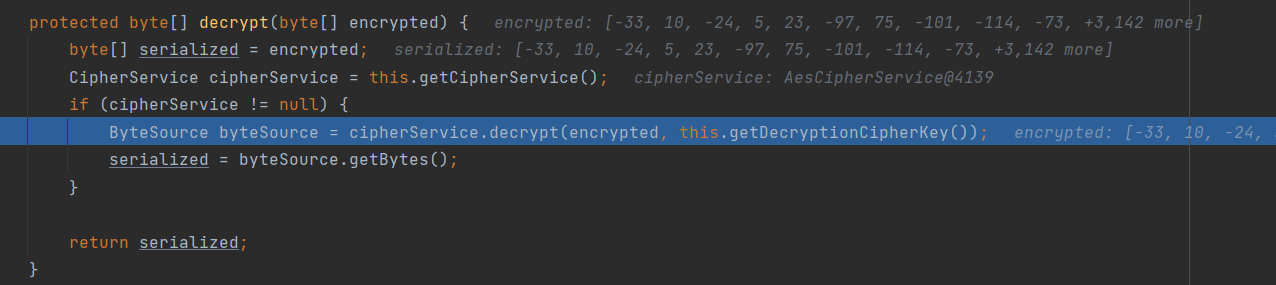 protected byte[] decrypt(byte[] encrypted) {   encrypted: [-33, 10, -24, 5, 23, -97, 75, -101, -114, -73, +3,142 more]
    byte[] serialized = encrypted;   serialized: [-33, 10, -24, 5, 23, -97, 75, -101, -114, -73, +3,142 more]
    CipherService cipherService = this.getCipherService();   cipherService: AesCipherService@4139
    if (cipherService != null) {
        ByteSource byteSource = cipherService.decrypt(encrypted, this.getDecryptionCipherKey());   encrypted: [-33, 10, -24,
        serialized = byteSource.getBytes();
    }
    return serialized;
}